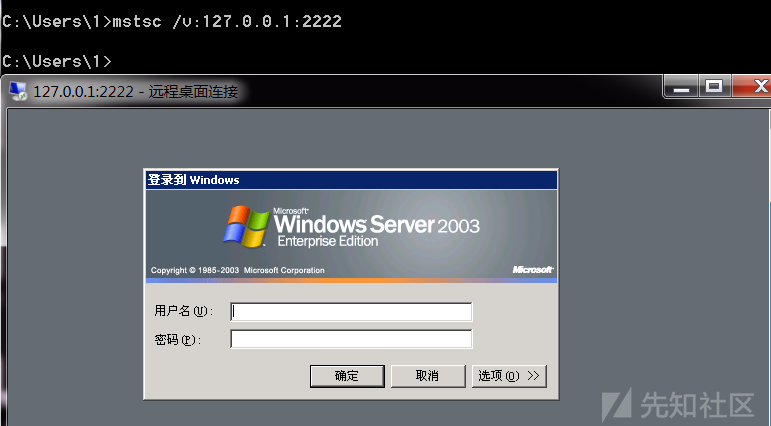 C:\Users\1>mstsc /v:127.0.0.1:2222
C:\Users\1>
127.0.0.1:2222 - 远程桌面连接
登录到 Windows
Microsoft
Windows Server 2003
Enterprise Edition
Copyright © 1985-2003 Microsoft Corporation
Microsoft
用户名(U):
密码(P):
确定 取消 选项(O) >>
先知社区